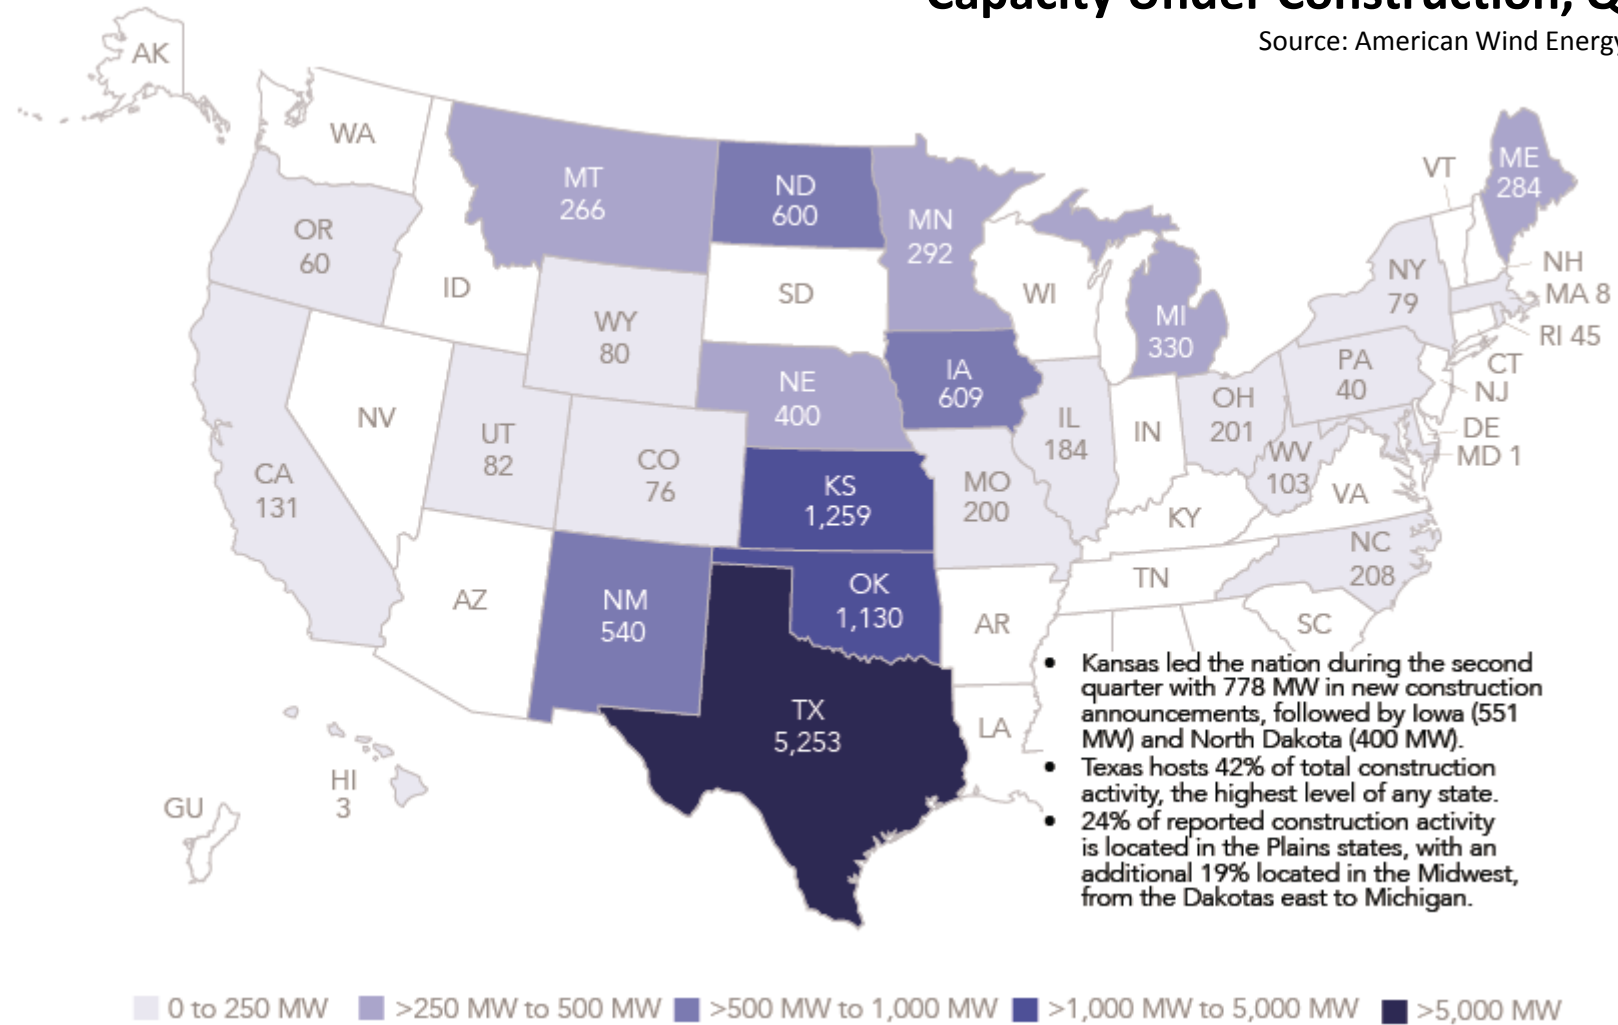 Capacity Under Construction, Q
Source: American Wind Energy
AK
WA
MT
266
ND
600
MN
292
VT
ME
284
OR
60
ID
SD
WI
MI
330
NY
79
NH
MA 8
RI 45
CT
NJ
WY
80
NE
400
IA
609
PA
40
OH
201
DE
MD 1
NV
UT
82
CO
76
IL
184
IN
WV
103
VA
CA
131
KS
1,259
MO
200
KY
NC
208
AZ
NM
540
OK
1,130
AR
TN
SC
TX
5,253
LA
HI
3
GU
• Kansas led the nation during the second
quarter with 778 MW in new construction
announcements, followed by Iowa (551
MW) and North Dakota (400 MW).
• Texas hosts 42% of total construction
activity, the highest level of any state.
• 24% of reported construction activity
is located in the Plains states, with an
additional 19% located in the Midwest,
from the Dakotas east to Michigan.
0 to 250 MW
>250 MW to 500 MW
>500 MW to 1,000 MW
>1,000 MW to 5,000 MW
>5,000 MW